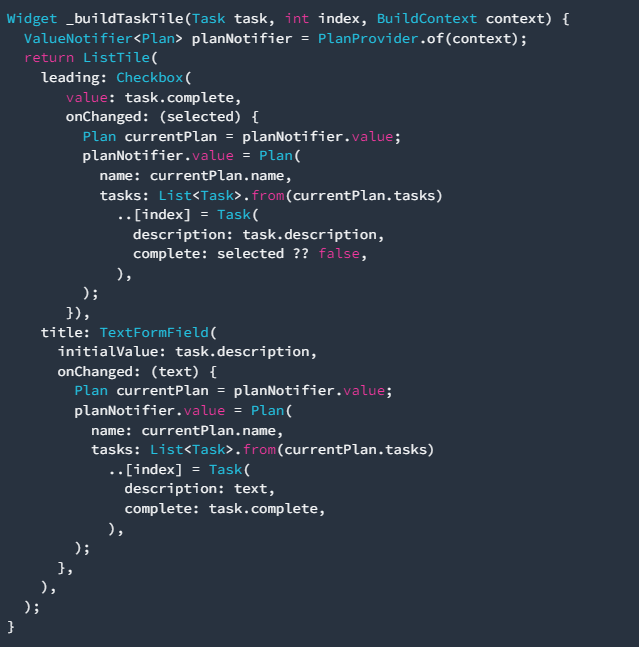 Widget _buildTaskTile(Task task, int index, BuildContext context) {
  ValueNotifier<Plan> planNotifier = PlanProvider.of(context);
  return ListTile(
    leading: Checkbox(
       value: task.complete,
       onChanged: (selected) {
         Plan currentPlan = planNotifier.value;
         planNotifier.value = Plan(
           name: currentPlan.name,
           tasks: List<Task>.from(currentPlan.tasks)
             ..[index] = Task(
               description: task.description,
               complete: selected ?? false,
             ),
         );
       }),
    title: TextFormField(
      initialValue: task.description,
      onChanged: (text) {
        Plan currentPlan = planNotifier.value;
        planNotifier.value = Plan(
          name: currentPlan.name,
          tasks: List<Task>.from(currentPlan.tasks)
            ..[index] = Task(
              description: text,
              complete: task.complete,
            ),
        );
      },
    ),
  );
}